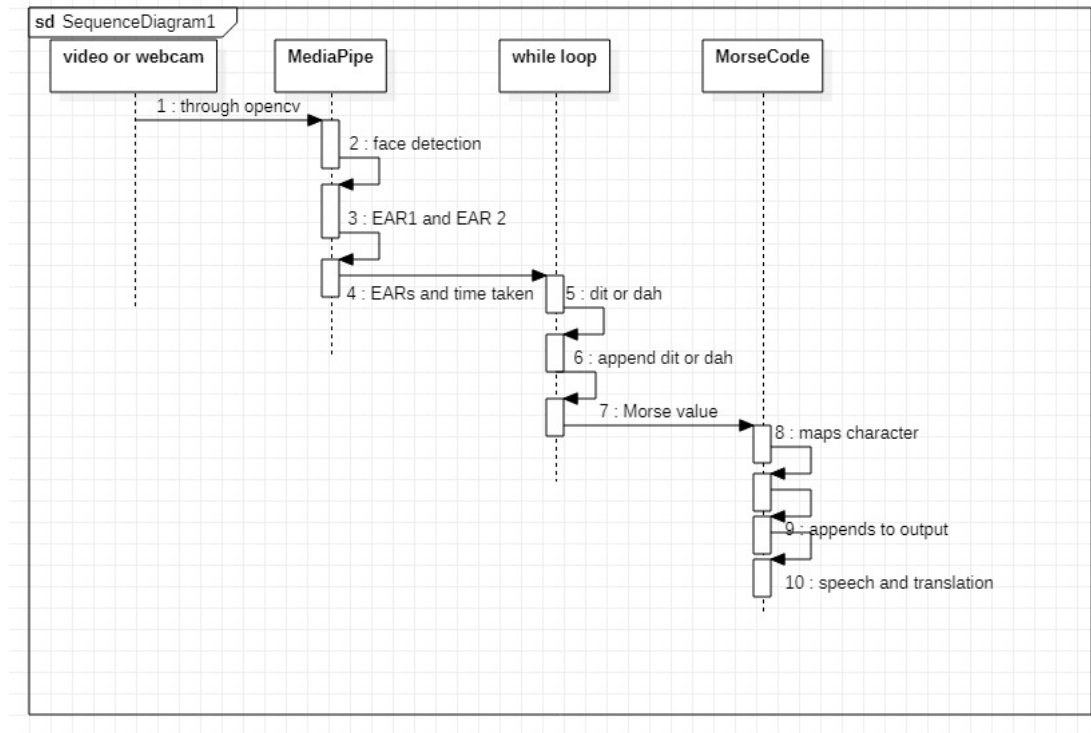 sd SequenceDiagram1
video or webcam
MediaPipe
while loop
MorseCode
1 : through opencv
2 : face detection
3 : EAR1 and EAR 2
4 : EARs and time taken
5 : dit or dah
6 : append dit or dah
7 : Morse value
8 : maps character
9 : appends to output
10 : speech and translation